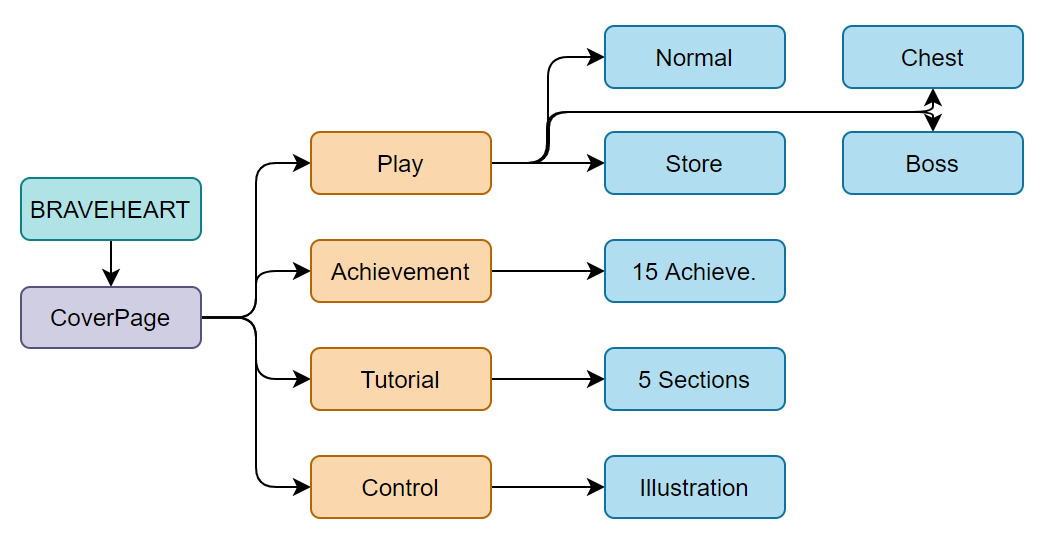 Normal
Chest
Play
Store
Boss
BRAVEHEART
Achievement
15 Achieve.
CoverPage
Tutorial
5 Sections
Control
Illustration